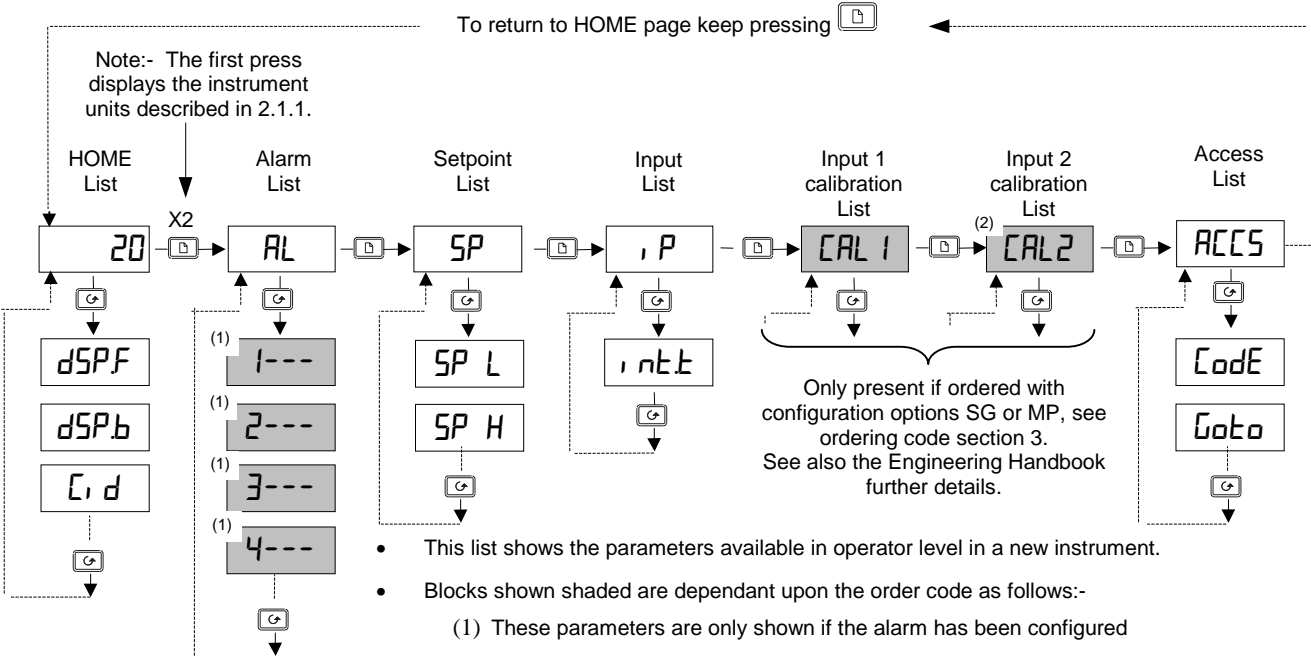 To return to HOME page keep pressing
Note:- The first press
displays the instrument
units described in 2.1.1.
HOME
List
Alarm
List
Setpoint
List
Input
List
Input 1
calibration
List
Input 2
calibration
List
Access
List
X2
(2)
20
AL
SP
iP
CAL 1
CAL2
ACCS
dSP.F
dSP.b
C.id
(1)
1---
(1)
2---
(1)
3---
(1)
4---
SP L
SP H
int.t
Only present if ordered with
configuration options SG or MP, see
ordering code section 3.
See also the Engineering Handbook
further details.
CodE
Goto
• This list shows the parameters available in operator level in a new instrument.
• Blocks shown shaded are dependant upon the order code as follows:-
(1) These parameters are only shown if the alarm has been configured